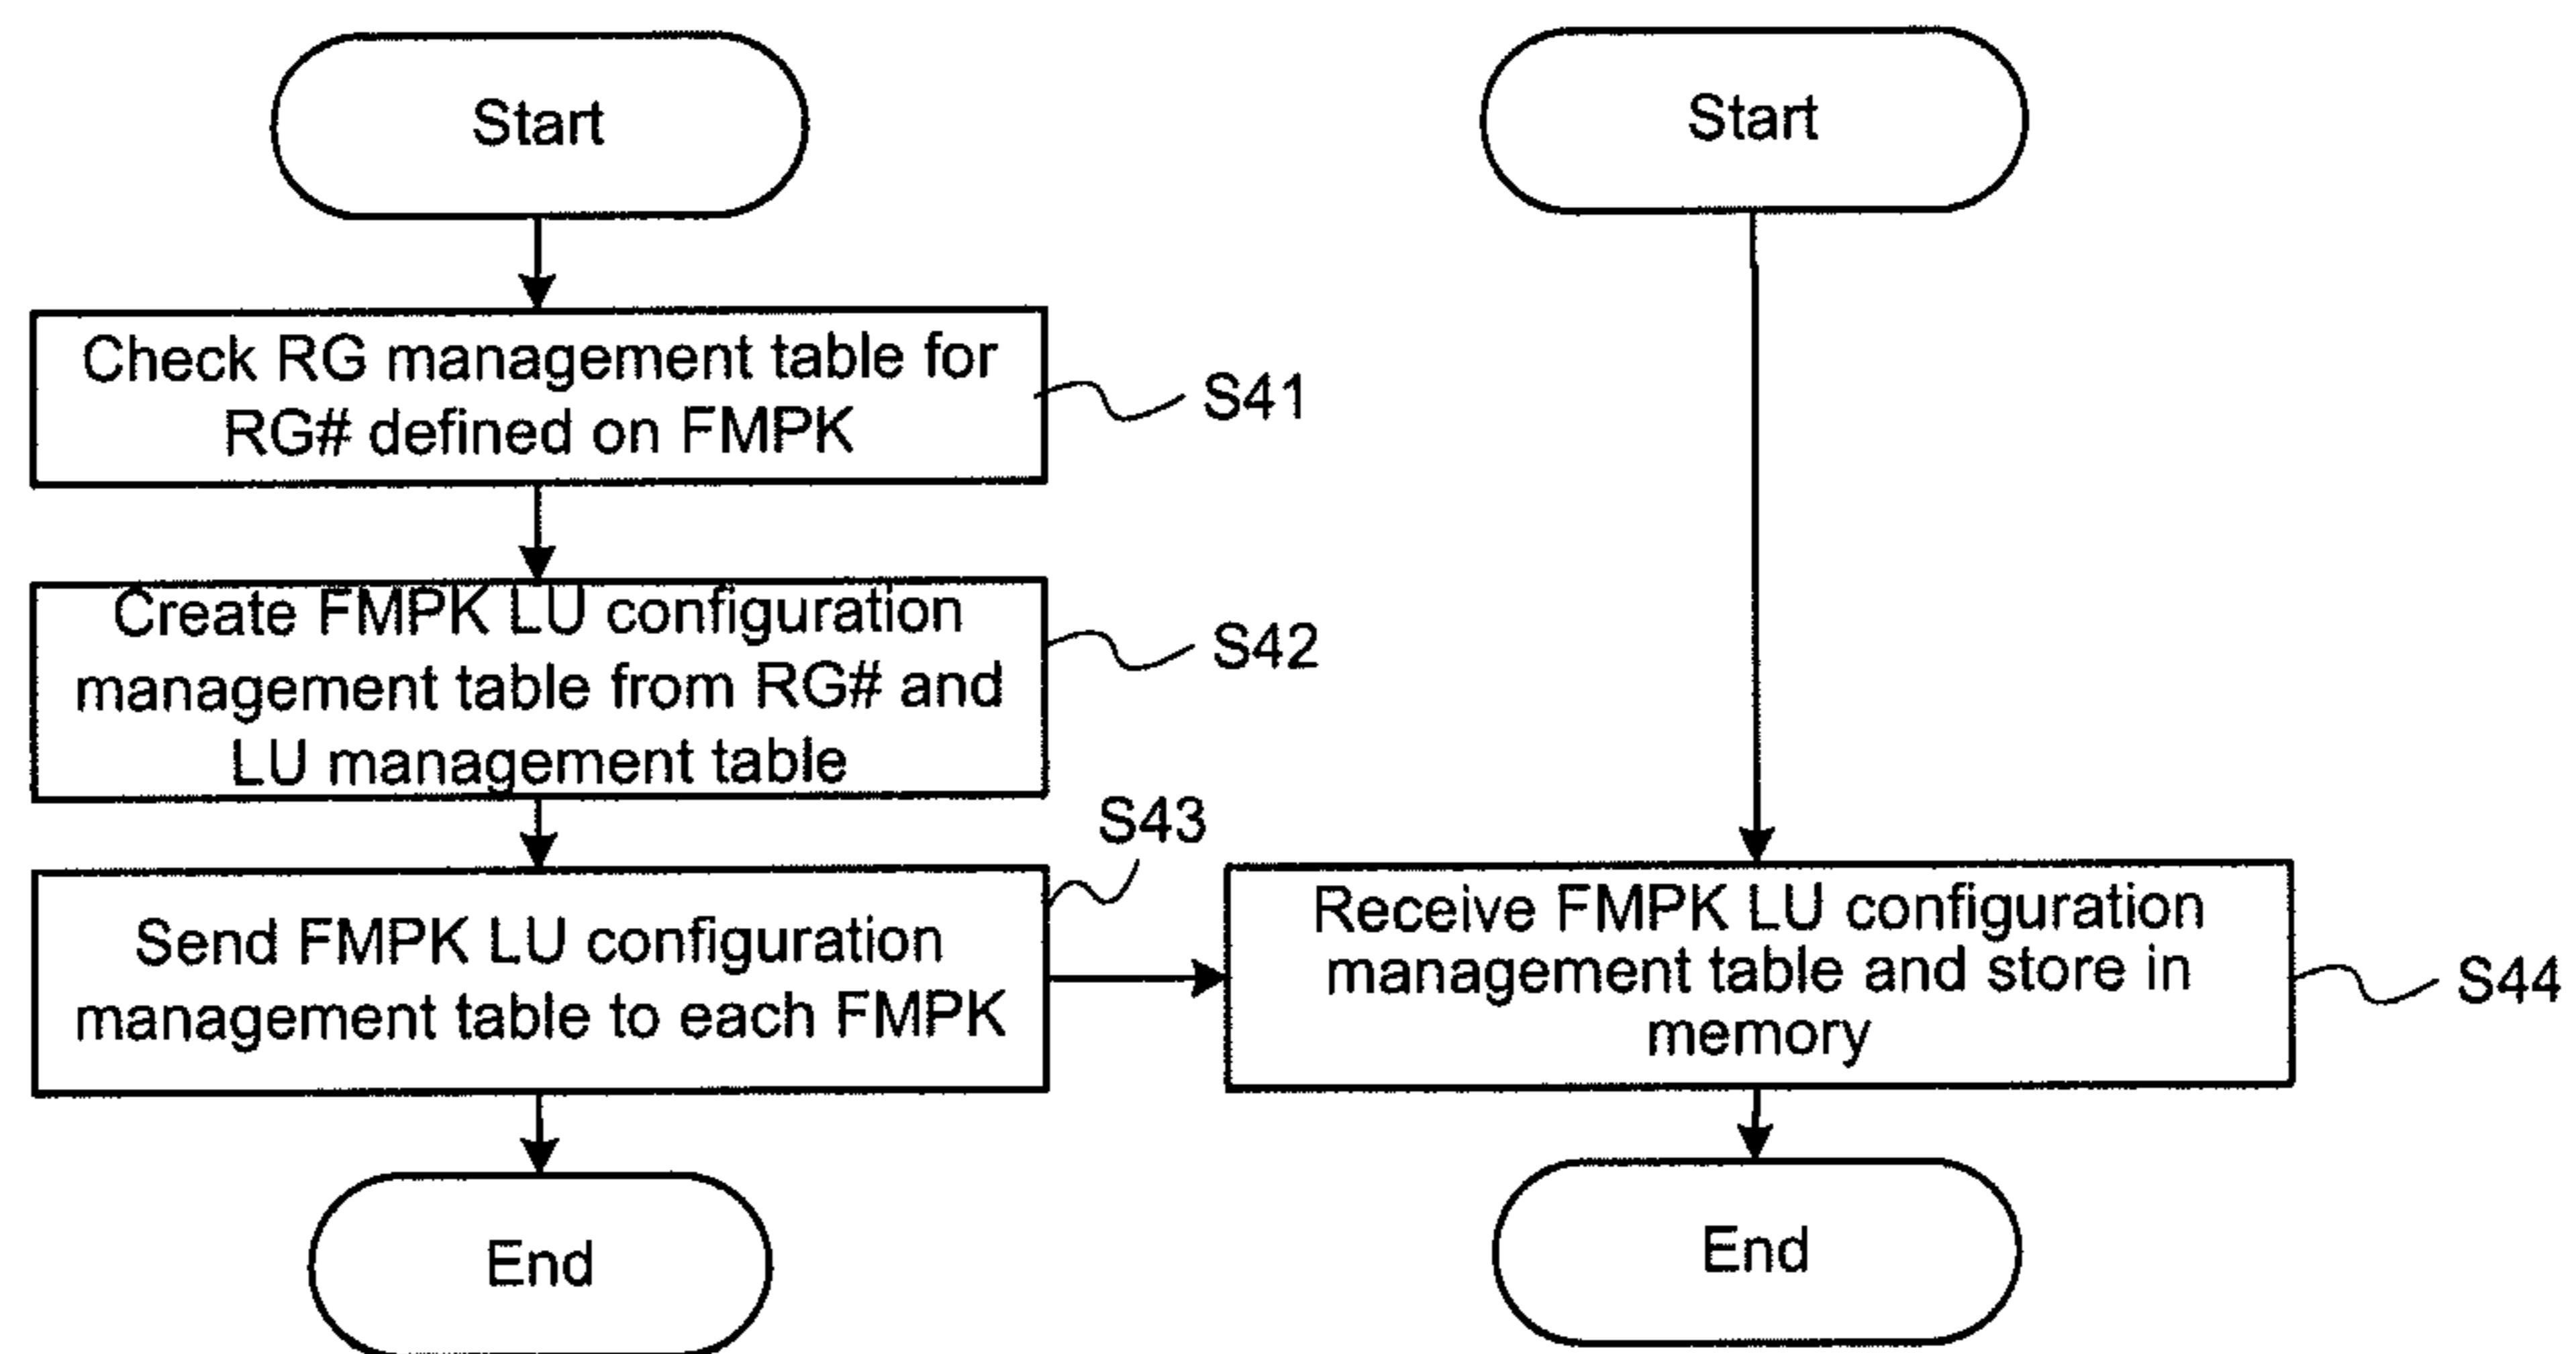 Start
Check RG management table for
RG# defined on FMPK
S41
Create FMPK LU configuration
management table from RG# and
LU management table
S42
S43
Send FMPK LU configuration
management table to each FMPK
End
Start
Receive FMPK LU configuration
management table and store in
memory
S44
End